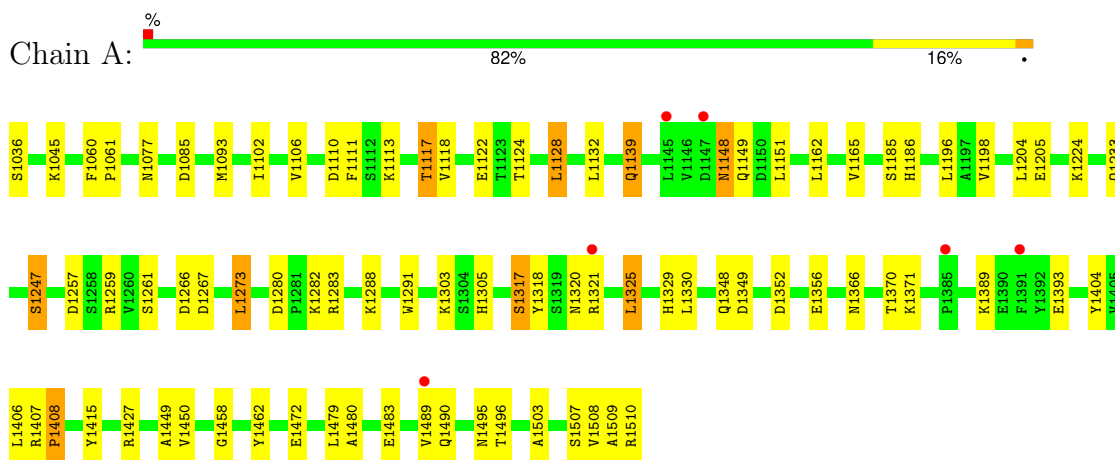 %
Chain A:
82% 16% •
S1036 K1045 F1060 P1061 N1077 D1085 M1093 I1102 V1106 D1110 F1111 S1112 K1113 T1117 V1118 E1122 T1123 T1124 L1128 L1132 Q1139 L1145 V1146 D1147 N1148 Q1149 D1150 L1151 L1162 V1165 S1185 H1186 L1196 A1197 V1198 L1204 E1205 K1224
S1247 D1257 S1258 R1259 V1260 S1261 D1266 D1267 L1273 D1280 P1281 K1282 R1283 K1288 W1291 K1303 S1304 H1305 S1317 Y1318 S1319 N1320 R1321 L1325 H1329 L1330 Q1348 D1349 D1352 E1356 N1366 T1370 K1371 P1385 K1389 E1390 F1391 Y1392 E1393 Y1404
L1406 R1407 P1408 Y1415 R1427 A1449 V1450 G1458 Y1462 E1472 L1479 A1480 E1483 V1489 Q1490 N1495 T1496 A1503 S1507 V1508 A1509 R1510